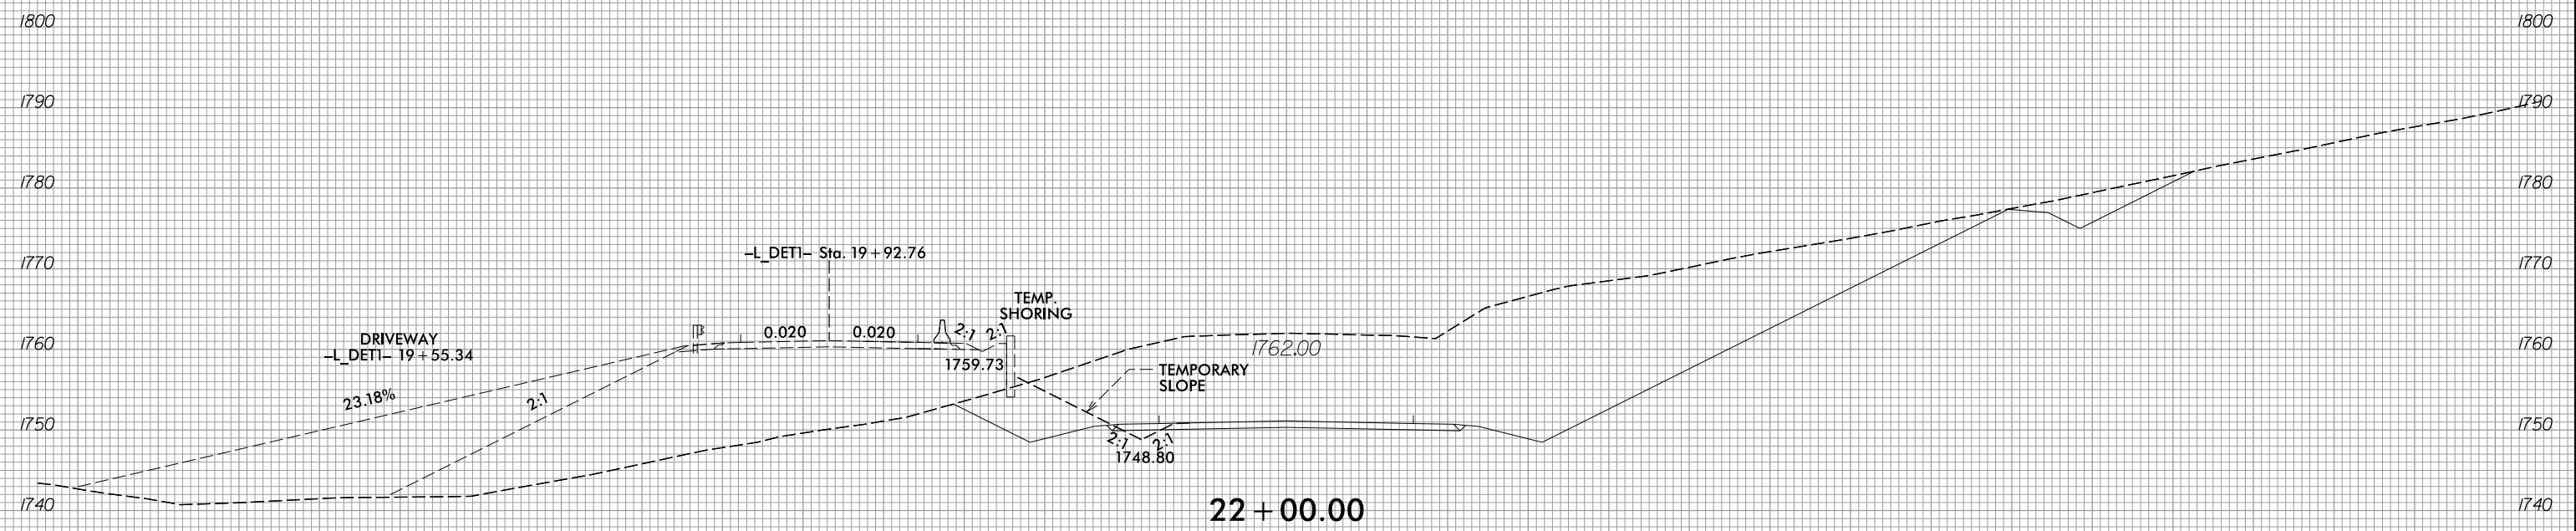 1800 1800
1790 1790
1780 1780
-L_DET1- Sta. 19+92.76
1770 1770
TEMP.
SHORING
0.020 0.020 2:1 2:1
DRIVEWAY
1760 1760
1762.00
-L_DET1- 19+55.34
1759.73
TEMPORARY
SLOPE
23.18% 2:1
1750 1750
2:1 2:1
1748.80
1740 1740
22+00.00